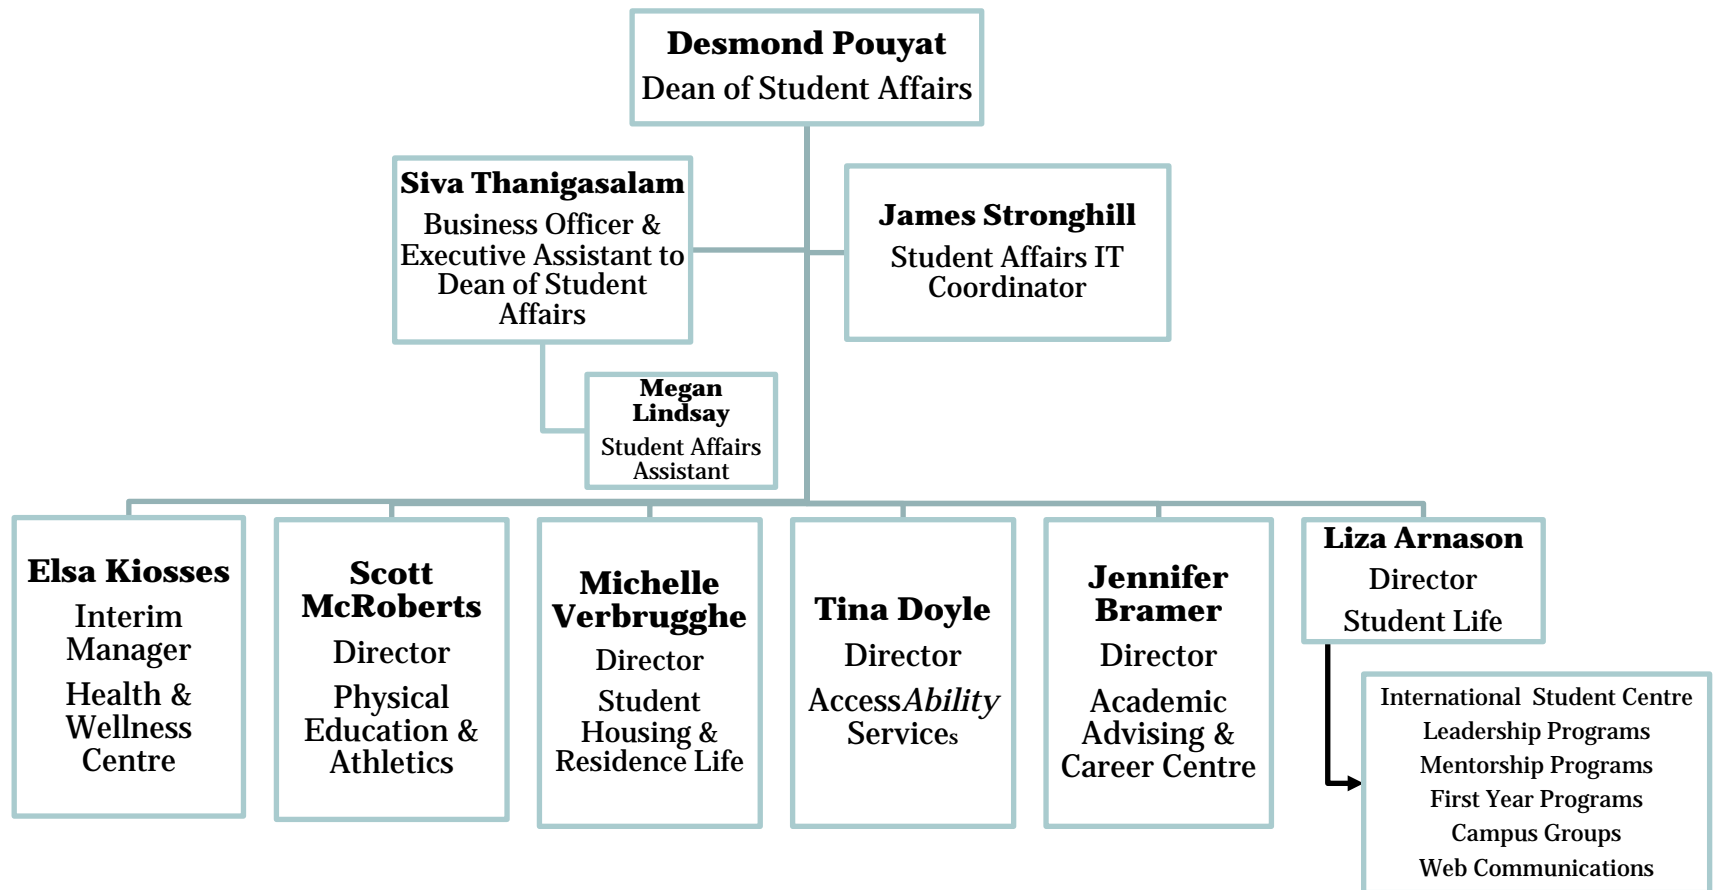 Desmond Pouyat
Dean of Student Affairs
Siva Thanigasalam
Business Officer &
Executive Assistant to
Dean of Student
Affairs
James Stronghill
Student Affairs IT
Coordinator
Megan
Lindsay
Student Affairs
Assistant
Elsa Kiosses
Interim
Manager
Health &
Wellness
Centre
Scott
McRoberts
Director
Physical
Education &
Athletics
Michelle
Verbrugghe
Director
Student
Housing &
Residence Life
Tina Doyle
Director
AccessAbility
Services
Jennifer
Bramer
Director
Academic
Advising &
Career Centre
Liza Arnason
Director
Student Life
International Student Centre
Leadership Programs
Mentorship Programs
First Year Programs
Campus Groups
Web Communications